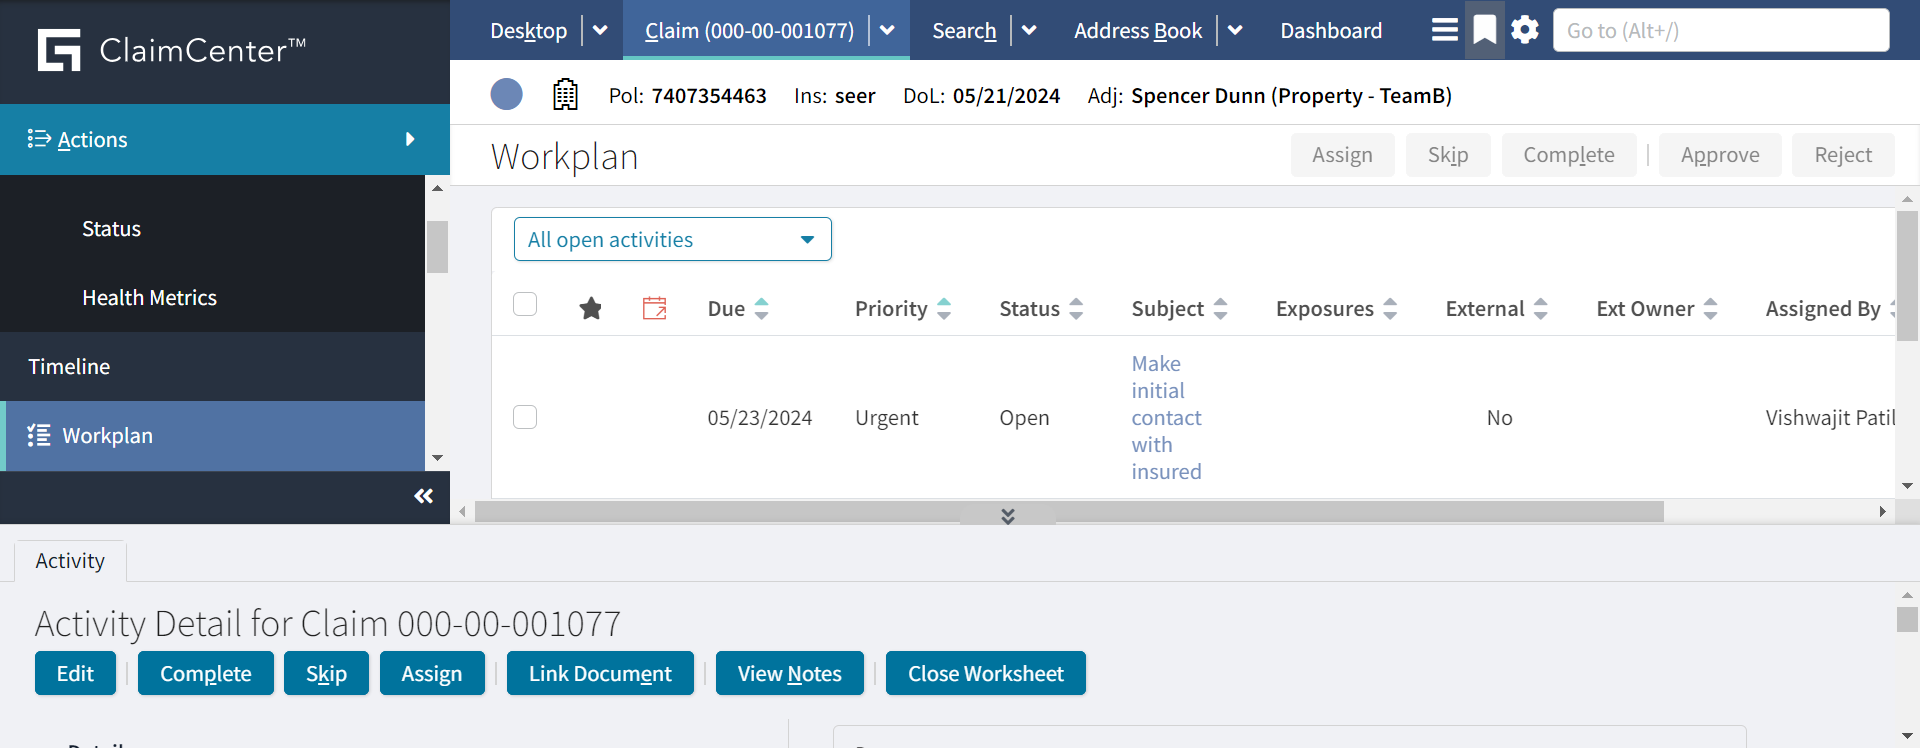 ClaimCenter™
Desktop
Claim (000-00-001077)
Search
Address Book
Dashboard
Go to (Alt+/)
Pol: 7407354463 Ins: seer DoL: 05/21/2024 Adj: Spencer Dunn (Property - TeamB)
Actions
Status
Health Metrics
Timeline
Workplan
Workplan
Assign
Skip
Complete
Approve
Reject
All open activities
Due Priority Status Subject Exposures External Ext Owner Assigned By
05/23/2024 Urgent Open
Make
initial
contact
with
insured
No Vishwajit Patil
Activity
Activity Detail for Claim 000-00-001077
Edit
Complete
Skip
Assign
Link Document
View Notes
Close Worksheet